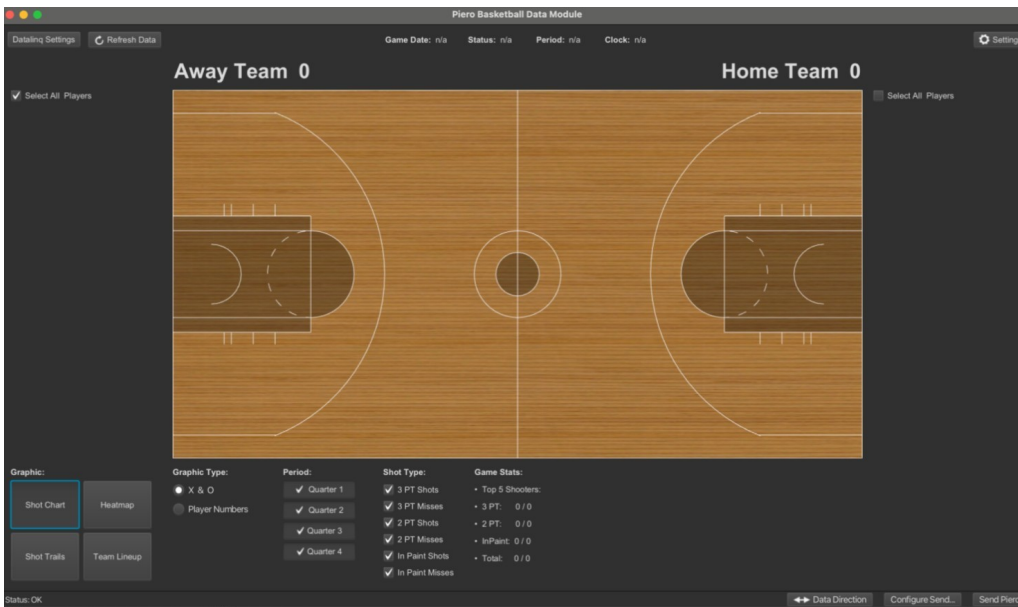 Piero Basketball Data Module
Datalinq Settings Refresh Data Game Date: n/a Status: n/a Period: n/a Clock: n/a Setting
Away Team 0 Home Team 0
Select All Players Select All Players
Graphic: Graphic Type: Period: Shot Type: Game Stats:
Shot Chart Heatmap X & O Quarter 1 3 PT Shots • Top 5 Shooters:
Player Numbers Quarter 2 3 PT Misses • 3 PT: 0 / 0
Quarter 3 2 PT Shots • 2 PT: 0 / 0
Shot Trails Team Lineup Quarter 4 2 PT Misses • InPaint: 0 / 0
In Paint Shots • Total: 0 / 0
In Paint Misses
Status: OK Data Direction Configure Send... Send Piero